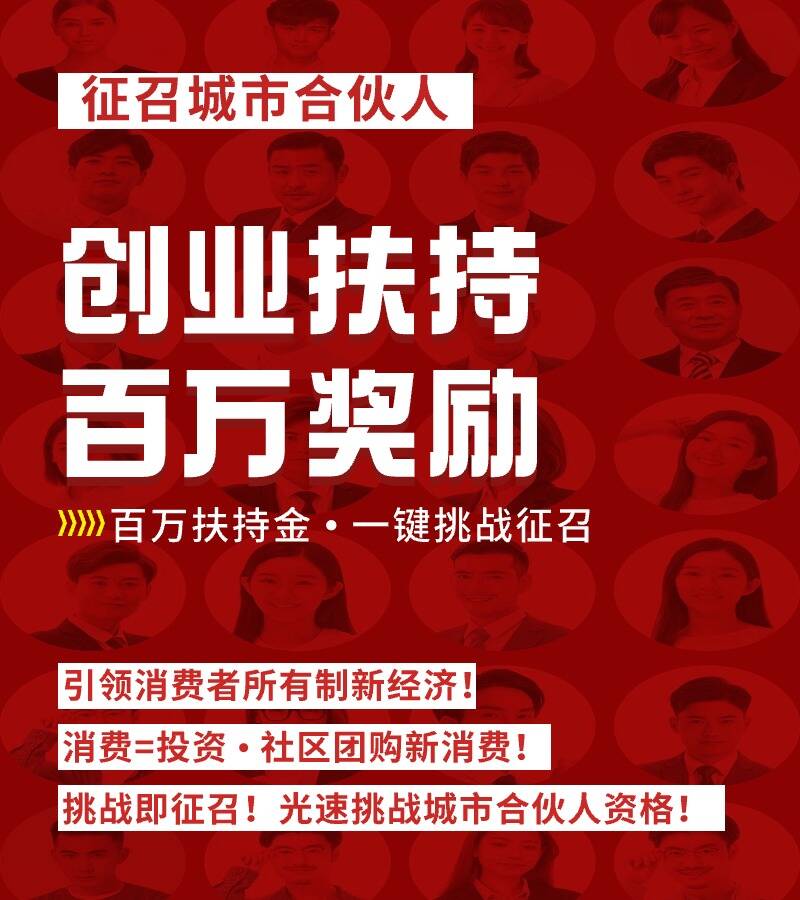 征召城市合伙人
创业扶持
百万奖励
百万扶持金·一键挑战征召
引领消费者所有制新经济！
消费=投资·社区团购新消费！
挑战即征召！光速挑战城市合伙人资格！